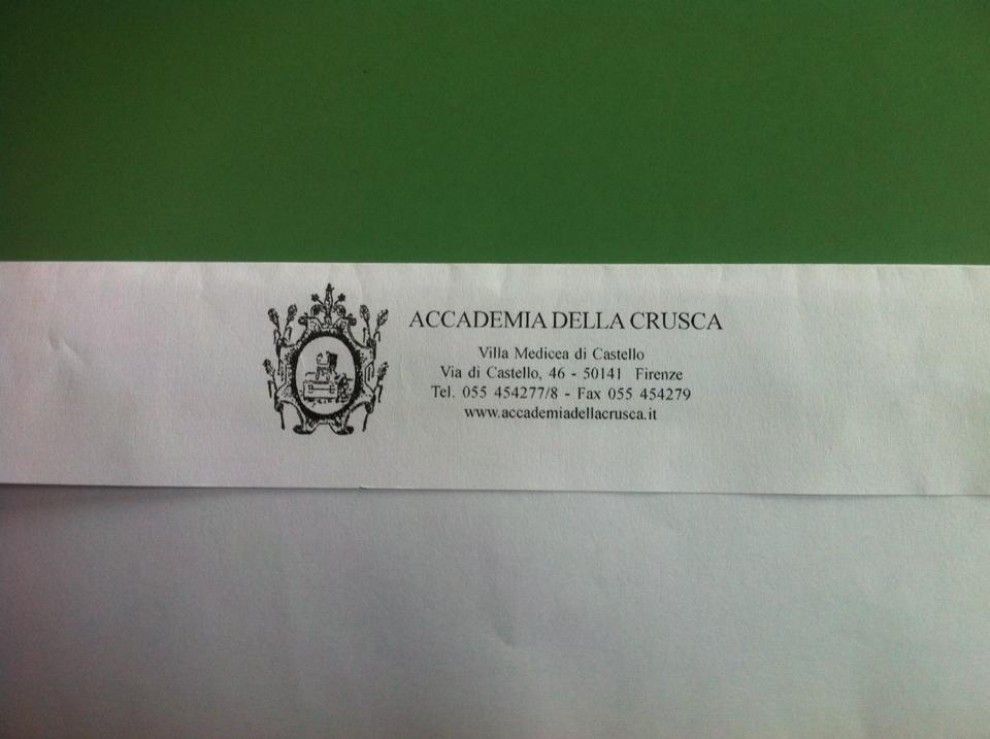 ACCADEMIA DELLA CRUSCA
Villa Medicea di Castello
Via di Castello, 46 - 50141 Firenze
Tel. 055 454277/8 - Fax 055 454279
www.accademiadellacrusca.it